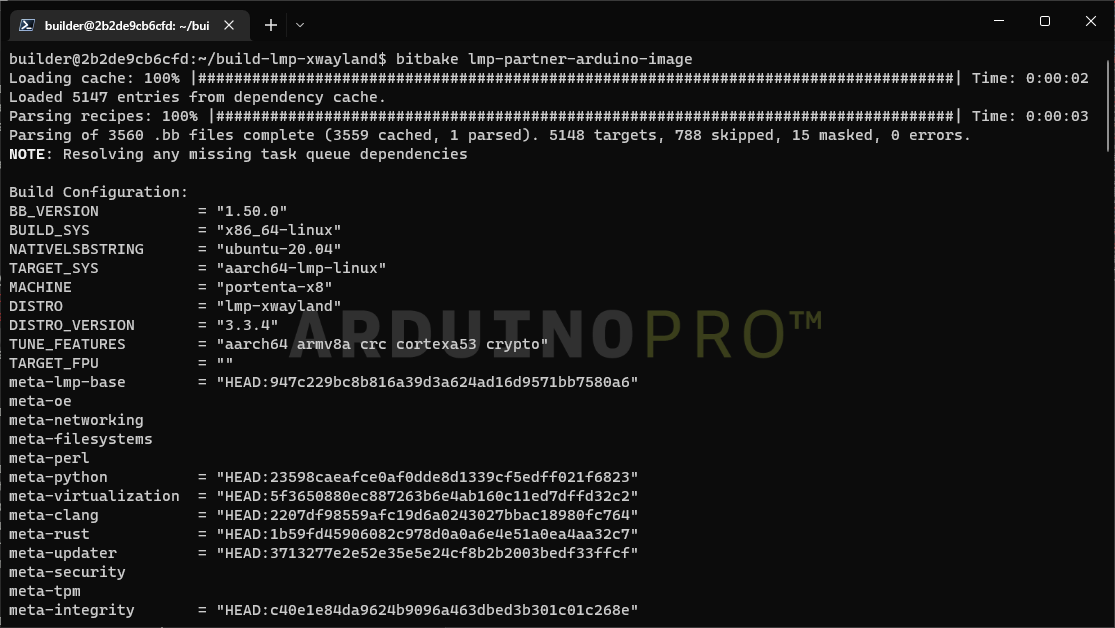 builder@2b2de9cb6cfd: ~/bui
builder@2b2de9cb6cfd:~/build-lmp-xwayland$ bitbake lmp-partner-arduino-image
Loading cache: 100% |####################################################################################| Time: 0:00:02
Loaded 5147 entries from dependency cache.
Parsing recipes: 100% |##################################################################################| Time: 0:00:03
Parsing of 3560 .bb files complete (3559 cached, 1 parsed). 5148 targets, 788 skipped, 15 masked, 0 errors.
NOTE: Resolving any missing task queue dependencies
Build Configuration:
BB_VERSION           = "1.50.0"
BUILD_SYS            = "x86_64-linux"
NATIVELSBSTRING      = "ubuntu-20.04"
TARGET_SYS           = "aarch64-lmp-linux"
MACHINE              = "portenta-x8"
DISTRO               = "lmp-xwayland"
DISTRO_VERSION       = "3.3.4"
TUNE_FEATURES        = "aarch64 armv8a crc cortexa53 crypto"
ARDUINO PRO™
TARGET_FPU           = ""
meta-lmp-base        = "HEAD:947c229bc8b816a39d3a624ad16d9571bb7580a6"
meta-oe
meta-networking
meta-filesystems
meta-perl
meta-python          = "HEAD:23598caeafce0af0dde8d1339cf5edff021f6823"
meta-virtualization  = "HEAD:5f3650880ec887263b6e4ab160c11ed7dffd32c2"
meta-clang           = "HEAD:2207df98559afc19d6a0243027bbac18980fc764"
meta-rust            = "HEAD:1b59fd45906082c978d0a0a6e4e51a0ea4aa32c7"
meta-updater         = "HEAD:3713277e2e52e35e5e24cf8b2b2003bedf33ffcf"
meta-security
meta-tpm
meta-integrity       = "HEAD:c40e1e84da9624b9096a463dbed3b301c01c268e"